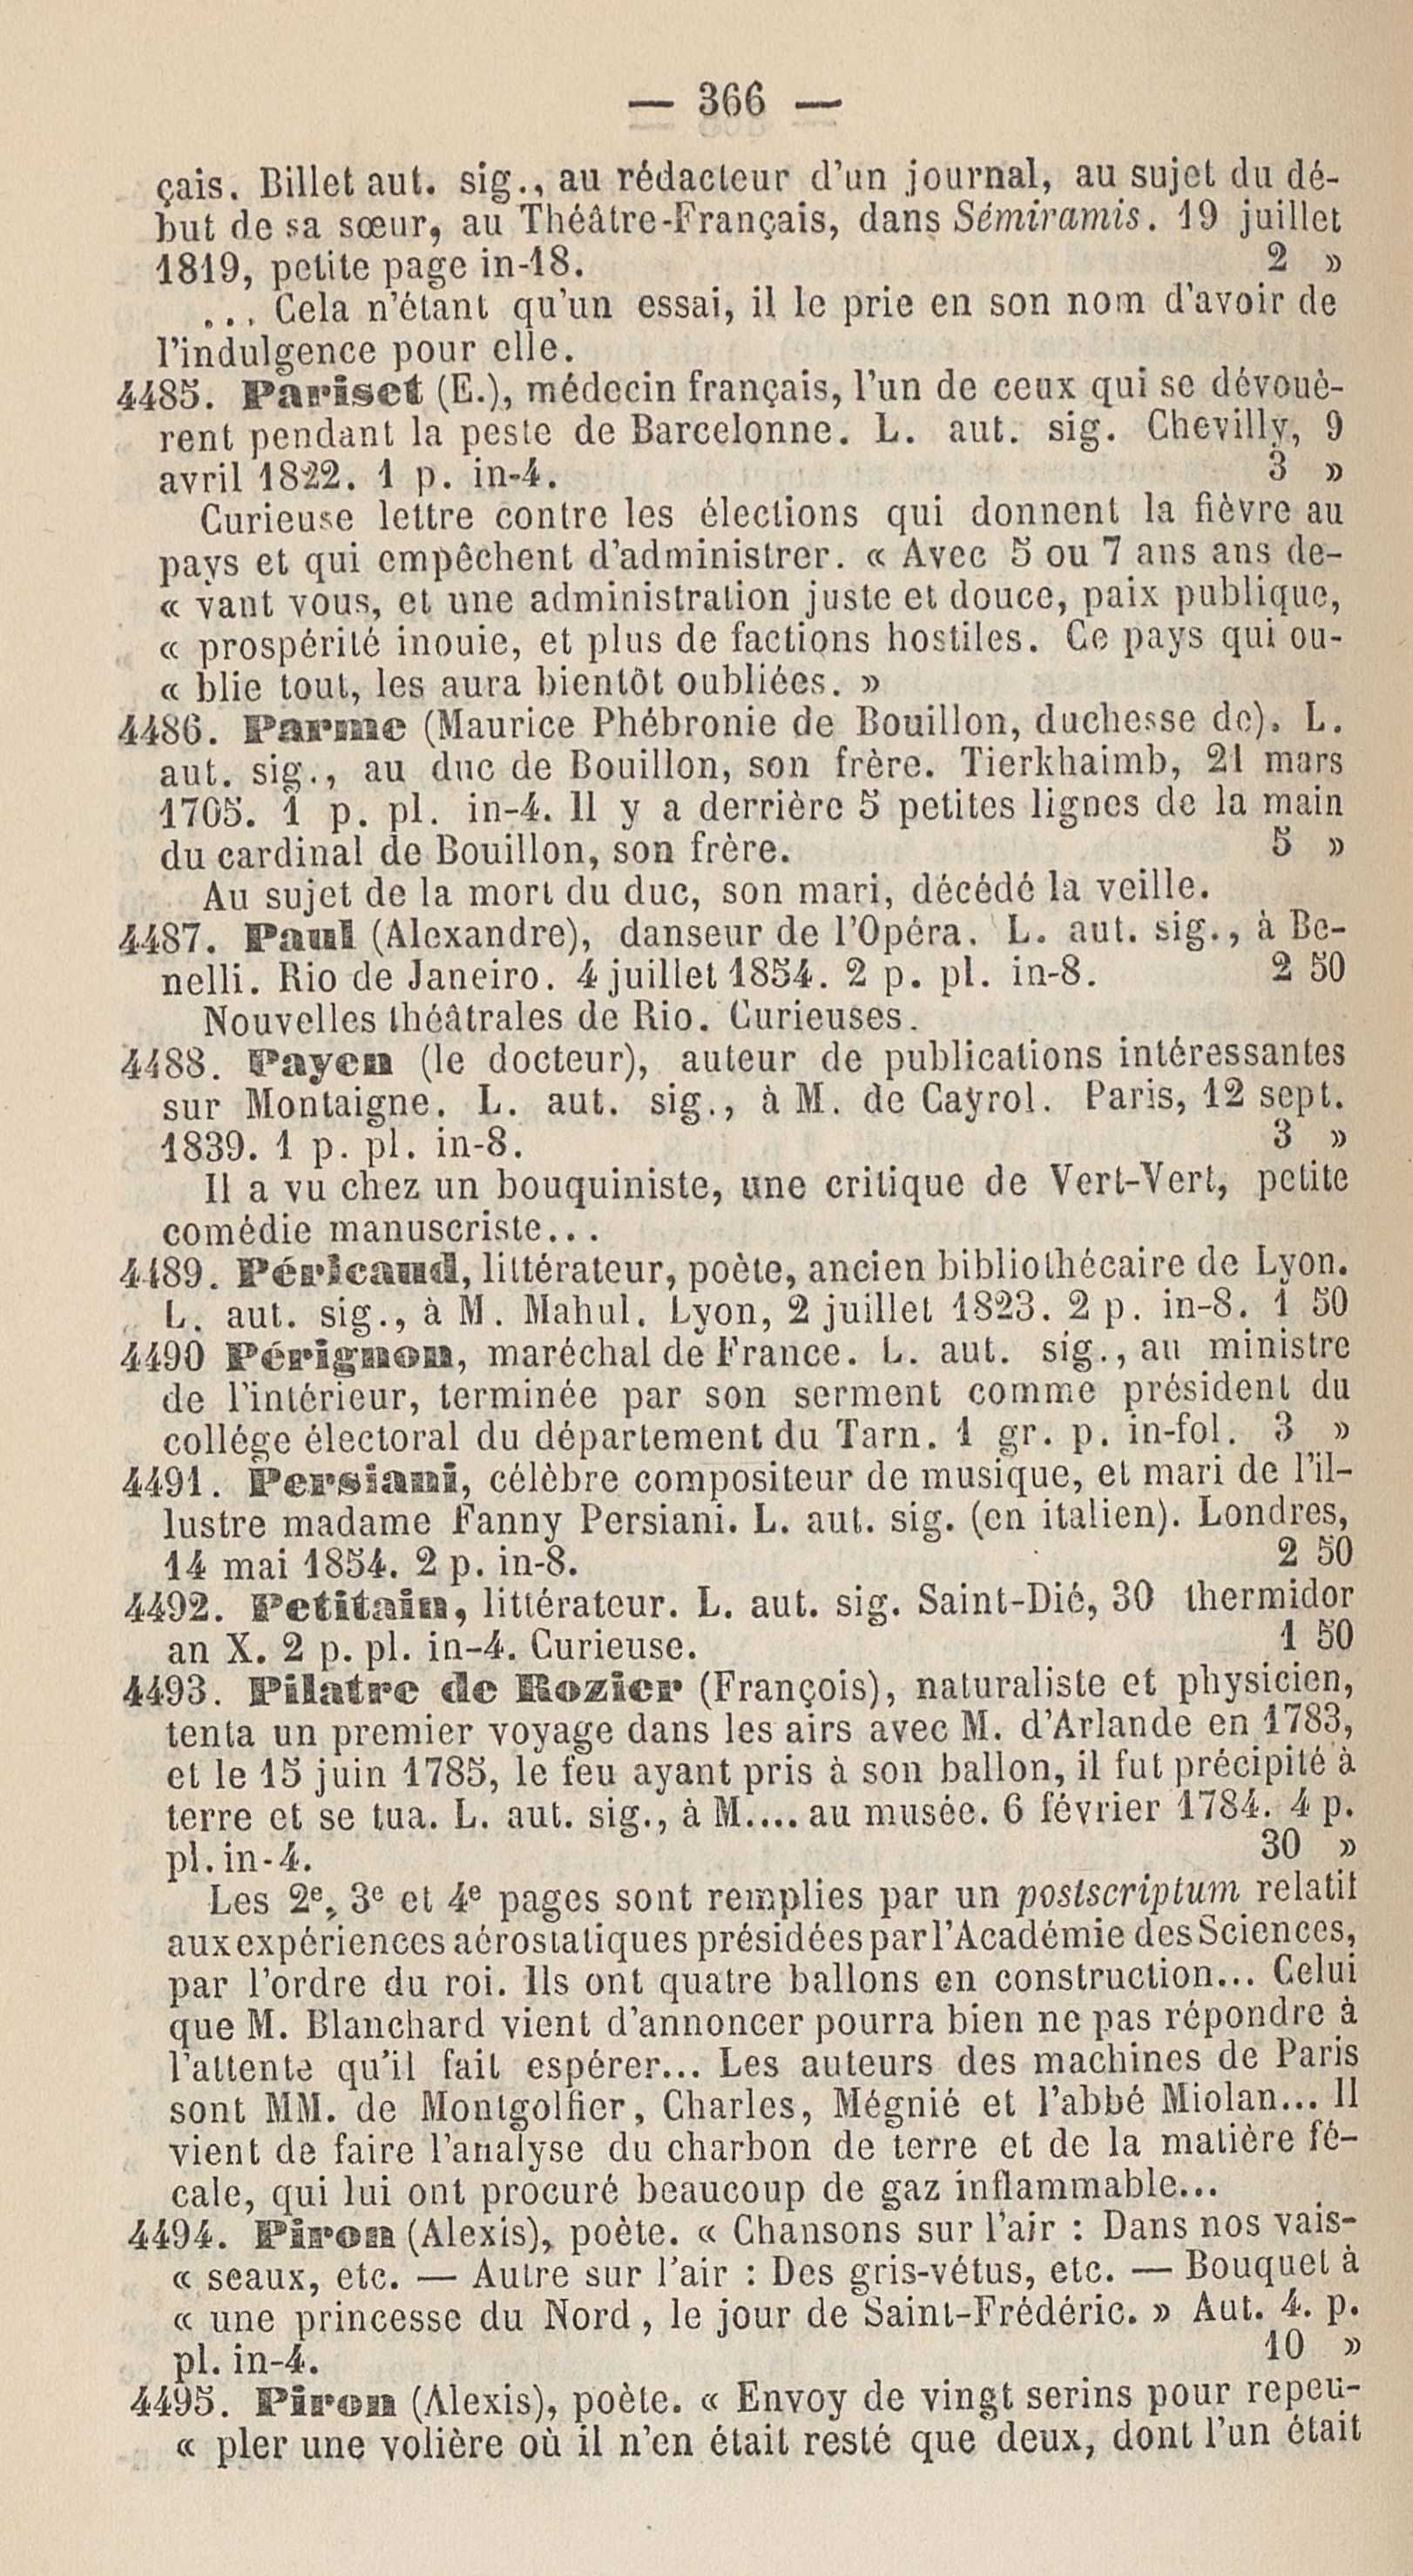 — 366 —
çais. Billet aut. sig., au rédacteur d'un journal, au sujet du dé-
but de sa sœur, au Théâtre-Français, dans Sémiramis. 19 juillet
1819, petite page in-18. 2 »
... Cela n'étant qu'un essai, il le prie en son nom d'avoir de
l'indulgence pour elle.
4485. Pariset (E.), médecin français, l'un de ceux qui se dévouè-
rent pendant la peste de Barcelonne. L. aut. sig. Chevilly, 9
avril 1822. 1 p. in-4. 3 »
Curieuse lettre contre les élections qui donnent la fièvre au
pays et qui empêchent d'administrer. « Avec 5 ou 7 ans ans de-
« vant vous, et une administration juste et douce, paix publique,
« prospérité inouie, et plus de factions hostiles. Ce pays qui ou-
« blie tout, les aura bientôt oubliées. »
4486. Parme (Maurice Phébronie de Bouillon, duchesse de). L.
aut. sig., au duc de Bouillon, son frère. Tierkhaimb, 21 mars
1705. 1 p. pl. in-4. Il y a derrière 5 petites lignes de la main
du cardinal de Bouillon, son frère. 5 »
Au sujet de la mort du duc, son mari, décédé la veille.
4487. Paul (Alexandre), danseur de l'Opéra. L. aut. sig., à Be-
nelli. Rio de Janeiro. 4 juillet 1854. 2 p. pl. in-8. 2 50
Nouvelles théâtrales de Rio. Curieuses.
4488. Payen (le docteur), auteur de publications intéressantes
sur Montaigne. L. aut. sig., à M. de Cayrol. Paris, 12 sept.
1839. 1 p. pl. in-8. 3 »
Il a vu chez un bouquiniste, une critique de Vert-Vert, petite
comédie manuscriste...
4489. Péricaud, littérateur, poète, ancien bibliothécaire de Lyon.
L. aut. sig., à M. Mahul. Lyon, 2 juillet 1823. 2 p. in-8. 1 50
4490 Pérignon, maréchal de France. L. aut. sig., au ministre
de l'intérieur, terminée par son serment comme président du
collége électoral du département du Tarn. 1 gr. p. in-fol. 3 »
4491. Persiani, célèbre compositeur de musique, et mari de l'il-
lustre madame Fanny Persiani. L. aut. sig. (en italien). Londres,
14 mai 1854. 2 p. in-8. 2 50
4492. Petitain, littérateur. L. aut. sig. Saint-Dié, 30 thermidor
an X. 2 p. pl. in-4. Curieuse. 1 50
4493. Pilatre de Rozier (François), naturaliste et physicien,
tenta un premier voyage dans les airs avec M. d'Arlande en 1783,
et le 15 juin 1785, le feu ayant pris à son ballon, il fut précipité à
terre et se tua. L. aut. sig., à M.... au musée. 6 février 1784. 4 p.
pl. in-4. 30 »
Les 2e, 3e et 4e pages sont remplies par un postscriptum relatif
aux expériences aérostatiques présidées par l'Académie des Sciences,
par l'ordre du roi. Ils ont quatre ballons en construction... Celui
que M. Blanchard vient d'annoncer pourra bien ne pas répondre à
l'attente qu'il fait espérer... Les auteurs des machines de Paris
sont MM. de Montgolfier, Charles, Mégnié et l'abbé Miolan... Il
vient de faire l'analyse du charbon de terre et de la matière fé-
cale, qui lui ont procuré beaucoup de gaz inflammable...
4494. Piron (Alexis), poète. « Chansons sur l'air : Dans nos vais-
« seaux, etc. — Autre sur l'air : Des gris-vétus, etc. — Bouquet à
« une princesse du Nord, le jour de Saint-Frédéric. » Aut. 4. p.
pl. in-4. 10 »
4495. Piron (Alexis), poète. « Envoy de vingt serins pour repeu-
« pler une volière où il n'en était resté que deux, dont l'un était